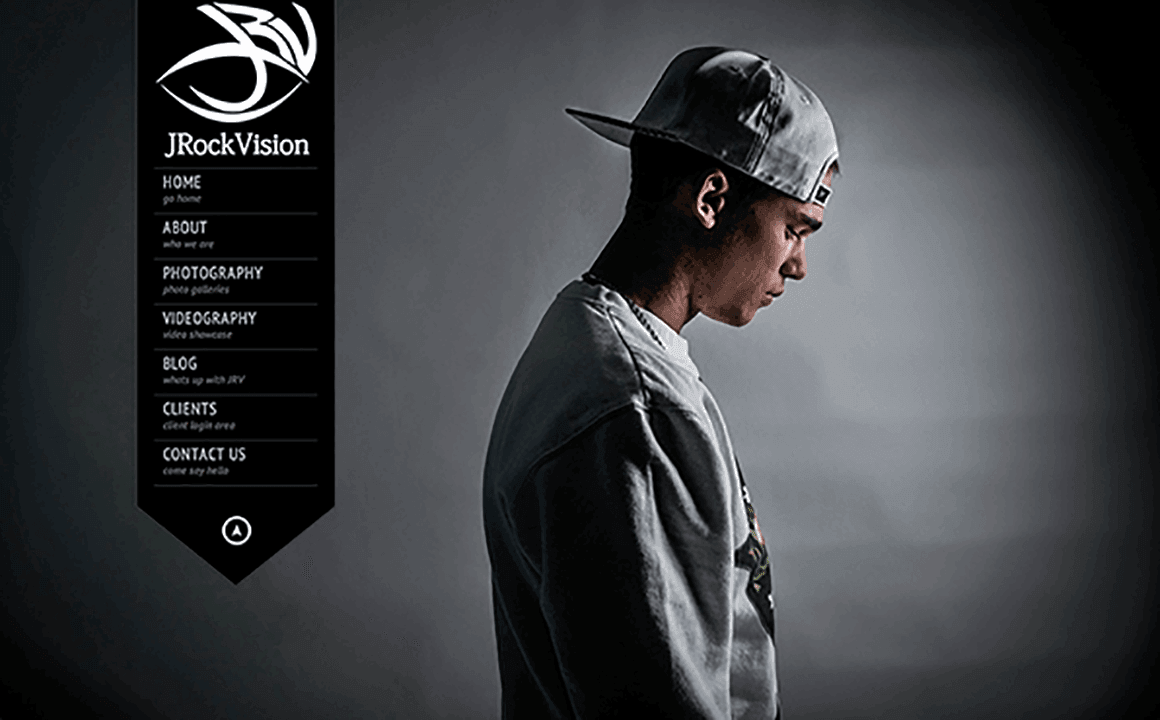 JRV
JRockVision
HOME
go home
ABOUT
who we are
PHOTOGRAPHY
photo galleries
VIDEOGRAPHY
video showcase
BLOG
whats up with JRV
CLIENTS
client login area
CONTACT US
come say hello